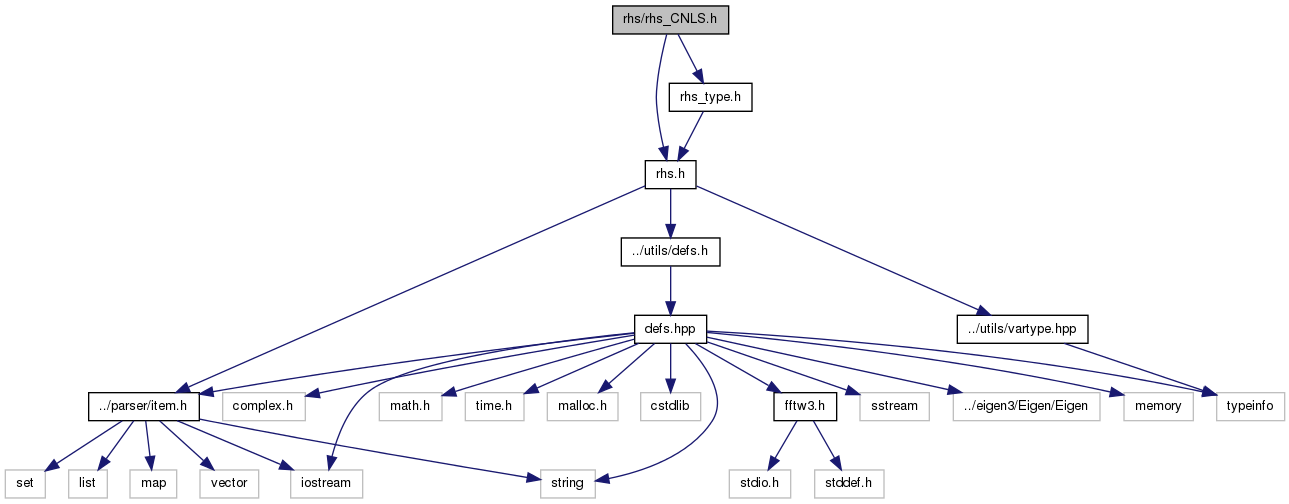 rhs/rhs_CNLS.h
rhs_type.h
rhs.h
../utils/defs.h
defs.hpp
../utils/vartype.hpp
../parser/item.h
complex.h
math.h
time.h
malloc.h
cstdlib
fftw3.h
sstream
../eigen3/Eigen/Eigen
memory
typeinfo
set
list
map
vector
iostream
string
stdio.h
stddef.h